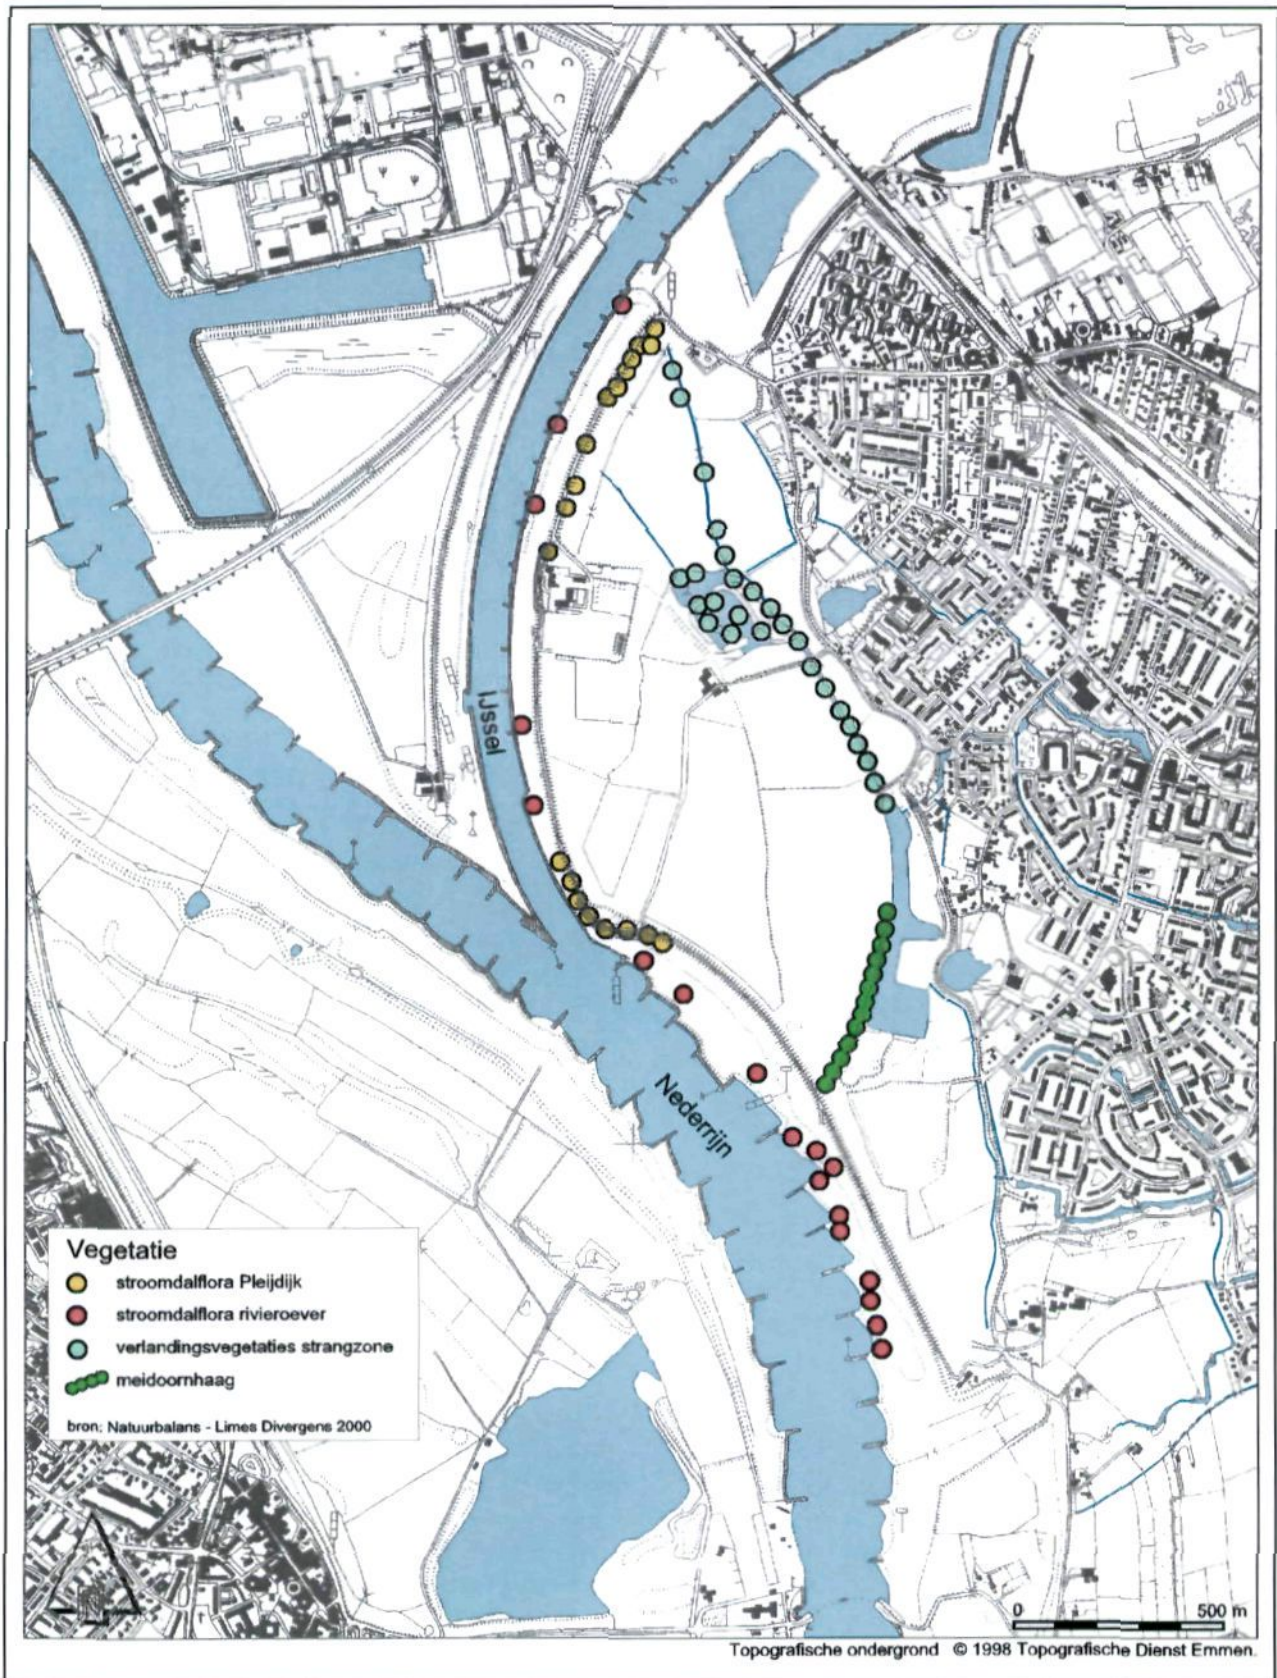 IJssel
Nederrijn
Vegetatie
stroomdalflora Pleijdijk
stroomdalflora rivieroever
verlandingsvegetaties strangzone
meidoornhaag
bron: Natuurbalans - Limes Divergens 2000
N
0 500 m
Topografische ondergrond © 1998 Topografische Dienst Emmen.